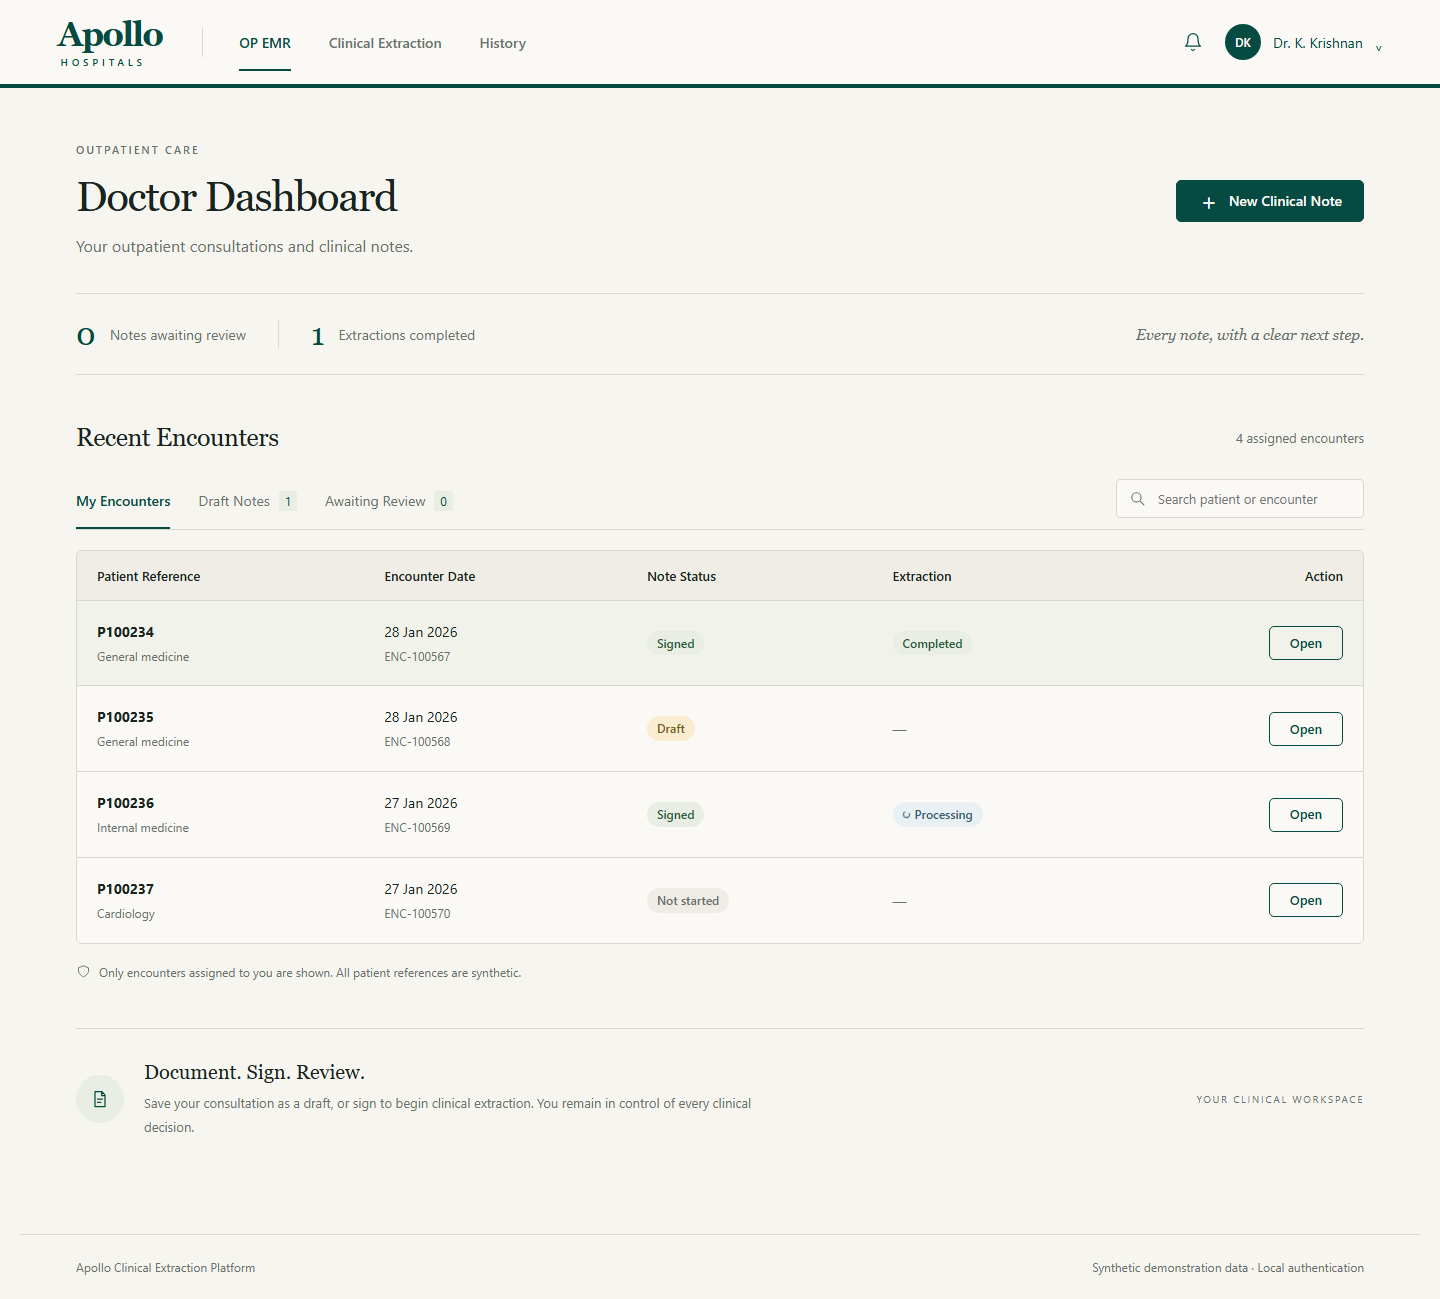 Apollo
HOSPITALS
OP EMR
Clinical Extraction
History
DK
Dr. K. Krishnan
OUTPATIENT CARE
Doctor Dashboard
+ New Clinical Note
Your outpatient consultations and clinical notes.
0 Notes awaiting review
1 Extractions completed
Every note, with a clear next step.
Recent Encounters
4 assigned encounters
My Encounters
Draft Notes 1
Awaiting Review 0
Search patient or encounter
Patient Reference Encounter Date Note Status Extraction Action
P100234 28 Jan 2026 Signed Completed Open
General medicine ENC-100567
P100235 28 Jan 2026 Draft — Open
General medicine ENC-100568
P100236 27 Jan 2026 Signed Processing Open
Internal medicine ENC-100569
P100237 27 Jan 2026 Not started — Open
Cardiology ENC-100570
Only encounters assigned to you are shown. All patient references are synthetic.
Document. Sign. Review.
Save your consultation as a draft, or sign to begin clinical extraction. You remain in control of every clinical
decision.
YOUR CLINICAL WORKSPACE
Apollo Clinical Extraction Platform
Synthetic demonstration data · Local authentication